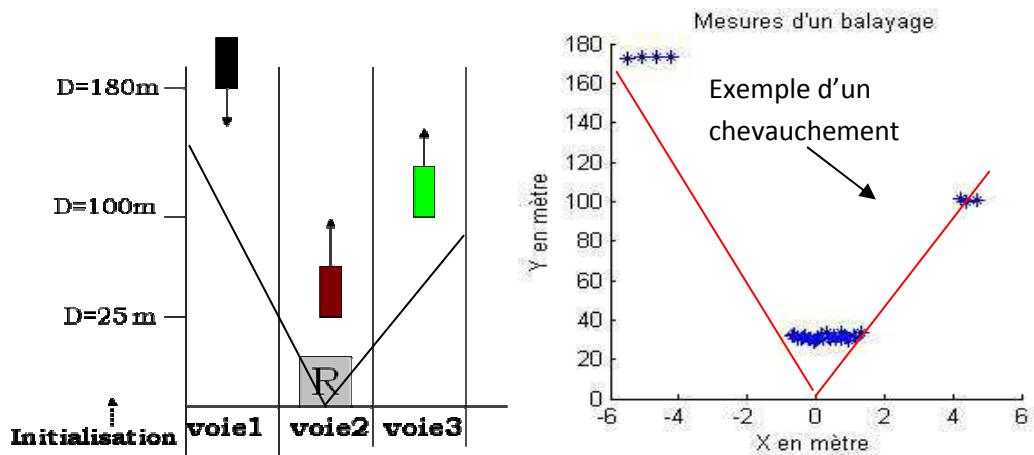 D=180m
D=100m
D=25m
R
Initialisation
voie1 voie2 voie3
Mesures d'un balayage
Exemple d'un
chevauchement
Y en mètre
180
160
140
120
100
80
60
40
20
0
-6 -4 -2 0 2 4 6
X en mètre